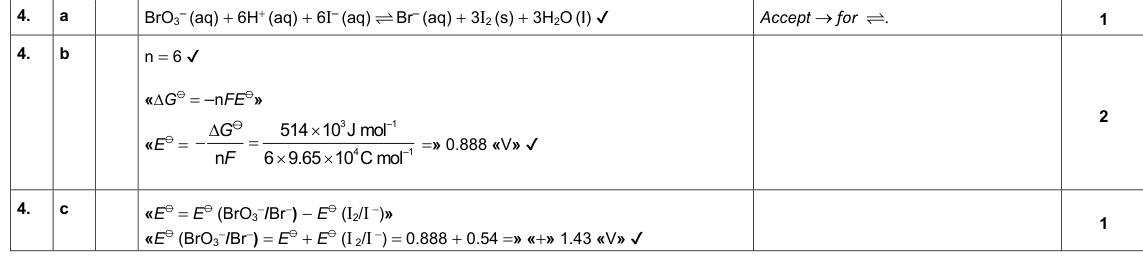 4. a BrO₃⁻ (aq) + 6H⁺ (aq) + 6I⁻ (aq) ⇌ Br⁻ (aq) + 3I₂ (s) + 3H₂O (l) ✓ Accept → for ⇌. 1
4. b n = 6 ✓
«ΔG⊖ = −nFE⊖»
«E⊖ = − ΔG⊖ / nF = 514 × 10³ J mol⁻¹ / 6 × 9.65 × 10⁴ C mol⁻¹ =» 0.888 «V» ✓ 2
4. c «E⊖ = E⊖ (BrO₃⁻/Br⁻) − E⊖ (I₂/I⁻)»
«E⊖ (BrO₃⁻/Br⁻) = E⊖ + E⊖ (I₂/I⁻) = 0.888 + 0.54 =» «+» 1.43 «V» ✓ 1